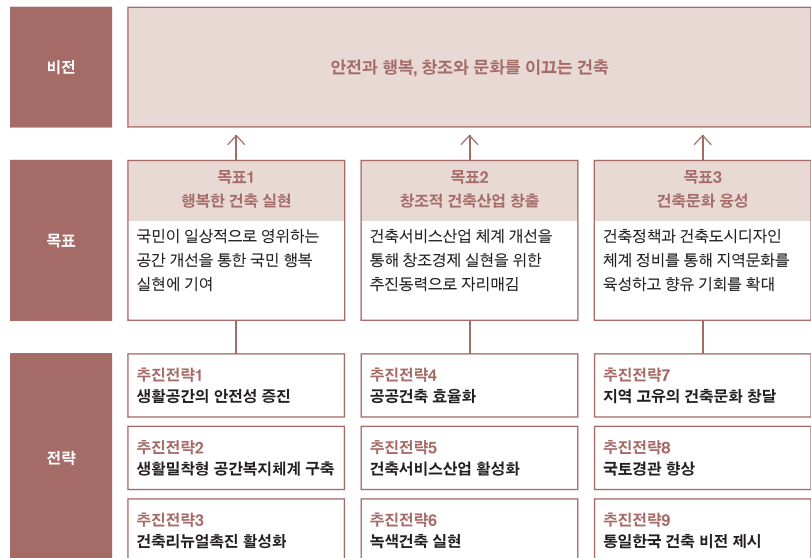 비전
안전과 행복, 창조와 문화를 이끄는 건축
목표
목표1
행복한 건축 실현
국민이 일상적으로 영위하는
공간 개선을 통한 국민 행복
실현에 기여
목표2
창조적 건축산업 창출
건축서비스산업 체계 개선을
통해 창조경제 실현을 위한
추진동력으로 자리매김
목표3
건축문화 육성
건축정책과 건축도시디자인
체계 정비를 통해 지역문화를
육성하고 향유 기회를 확대
전략
추진전략1
생활공간의 안전성 증진
추진전략2
생활밀착형 공간복지체계 구축
추진전략3
건축리뉴얼촉진 활성화
추진전략4
공공건축 효율화
추진전략5
건축서비스산업 활성화
추진전략6
녹색건축 실현
추진전략7
지역 고유의 건축문화 창달
추진전략8
국토경관 향상
추진전략9
통일한국 건축 비전 제시